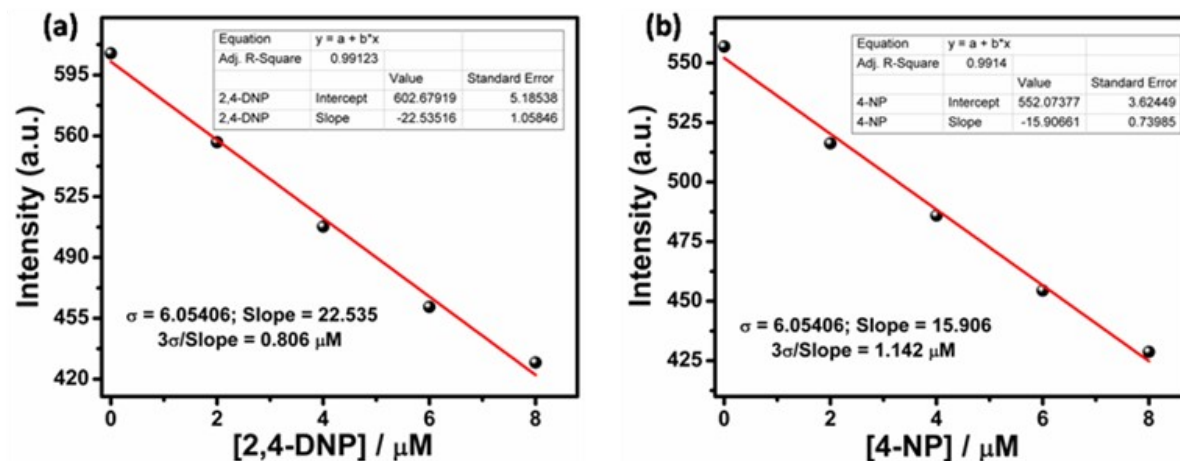 (a)
Equation y = a + b*x
Adj. R-Square 0.99123
Value Standard Error
2,4-DNP Intercept 602.67919 5.18538
2,4-DNP Slope -22.53516 1.05846
595
560
525
490
455
420
Intensity (a.u.)
σ = 6.05406; Slope = 22.535
3σ/Slope = 0.806 μM
0 2 4 6 8
[2,4-DNP] / μM
(b)
Equation y = a + b*x
Adj. R-Square 0.9914
Value Standard Error
4-NP Intercept 552.07377 3.62449
4-NP Slope -15.90661 0.73985
550
525
500
475
450
425
Intensity (a.u.)
σ = 6.05406; Slope = 15.906
3σ/Slope = 1.142 μM
0 2 4 6 8
[4-NP] / μM